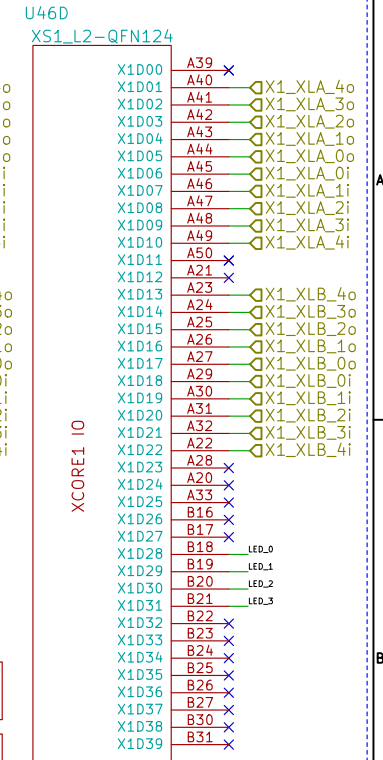 U46D
XS1_L2-QFN124
X1D00 A39
X1D01 A40 X1_XLA_4o
X1D02 A41 X1_XLA_3o
X1D03 A42 X1_XLA_2o
X1D04 A43 X1_XLA_1o
X1D05 A44 X1_XLA_0o
X1D06 A45 X1_XLA_0i
X1D07 A46 X1_XLA_1i
X1D08 A47 X1_XLA_2i
X1D09 A48 X1_XLA_3i
X1D10 A49 X1_XLA_4i
X1D11 A50
X1D12 A21
X1D13 A23 X1_XLB_4o
X1D14 A24 X1_XLB_3o
X1D15 A25 X1_XLB_2o
X1D16 A26 X1_XLB_1o
X1D17 A27 X1_XLB_0o
X1D18 A29 X1_XLB_0i
X1D19 A30 X1_XLB_1i
X1D20 A31 X1_XLB_2i
X1D21 A32 X1_XLB_3i
X1D22 A22 X1_XLB_4i
X1D23 A28
X1D24 A20
X1D25 A33
X1D26 B16
X1D27 B17
X1D28 B18 LED_0
X1D29 B19 LED_1
X1D30 B20 LED_2
X1D31 B21 LED_3
X1D32 B22
X1D33 B23
X1D34 B24
X1D35 B25
X1D36 B26
X1D37 B27
X1D38 B30
X1D39 B31
XCORE1 IO
A
B